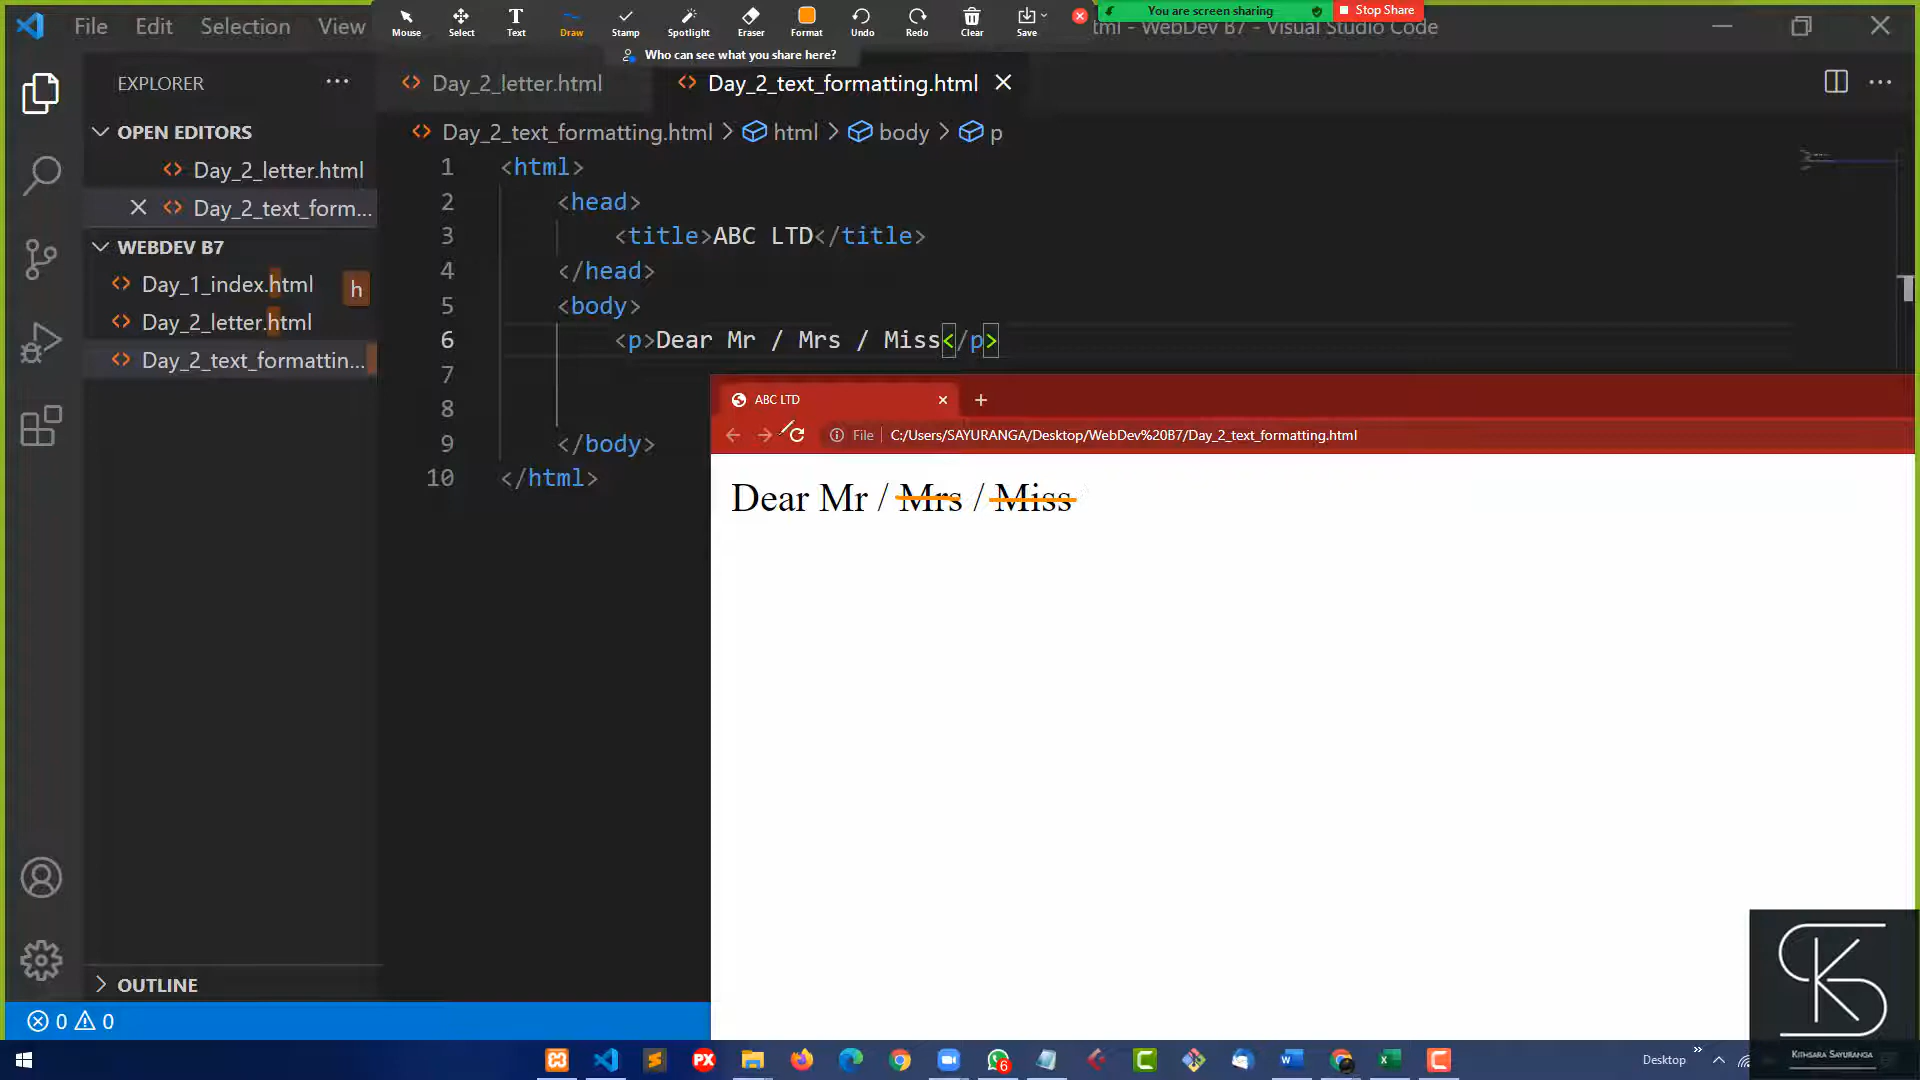 File Edit Selection View
Mouse Select Text Draw Stamp Spotlight Eraser Format Undo Redo Clear Save
You are screen sharing Stop Share
Who can see what you share here?
tml - WebDev B7 - Visual Studio Code
EXPLORER
Day_2_letter.html Day_2_text_formatting.html
OPEN EDITORS
Day_2_letter.html
Day_2_text_form...
WEBDEV B7
Day_1_index.html
h
Day_2_letter.html
Day_2_text_formattin...
Day_2_text_formatting.html > html > body > p
1 <html>
2 <head>
3 <title>ABC LTD</title>
4 </head>
5 <body>
6 <p>Dear Mr / Mrs / Miss</p>
7
8
9 </body>
10 </html>
ABC LTD
File C:/Users/SAYURANGA/Desktop/WebDev%20B7/Day_2_text_formatting.html
Dear Mr / Mrs / Miss
OUTLINE
0 0
6
Desktop
KITHSARA SAYURANGA